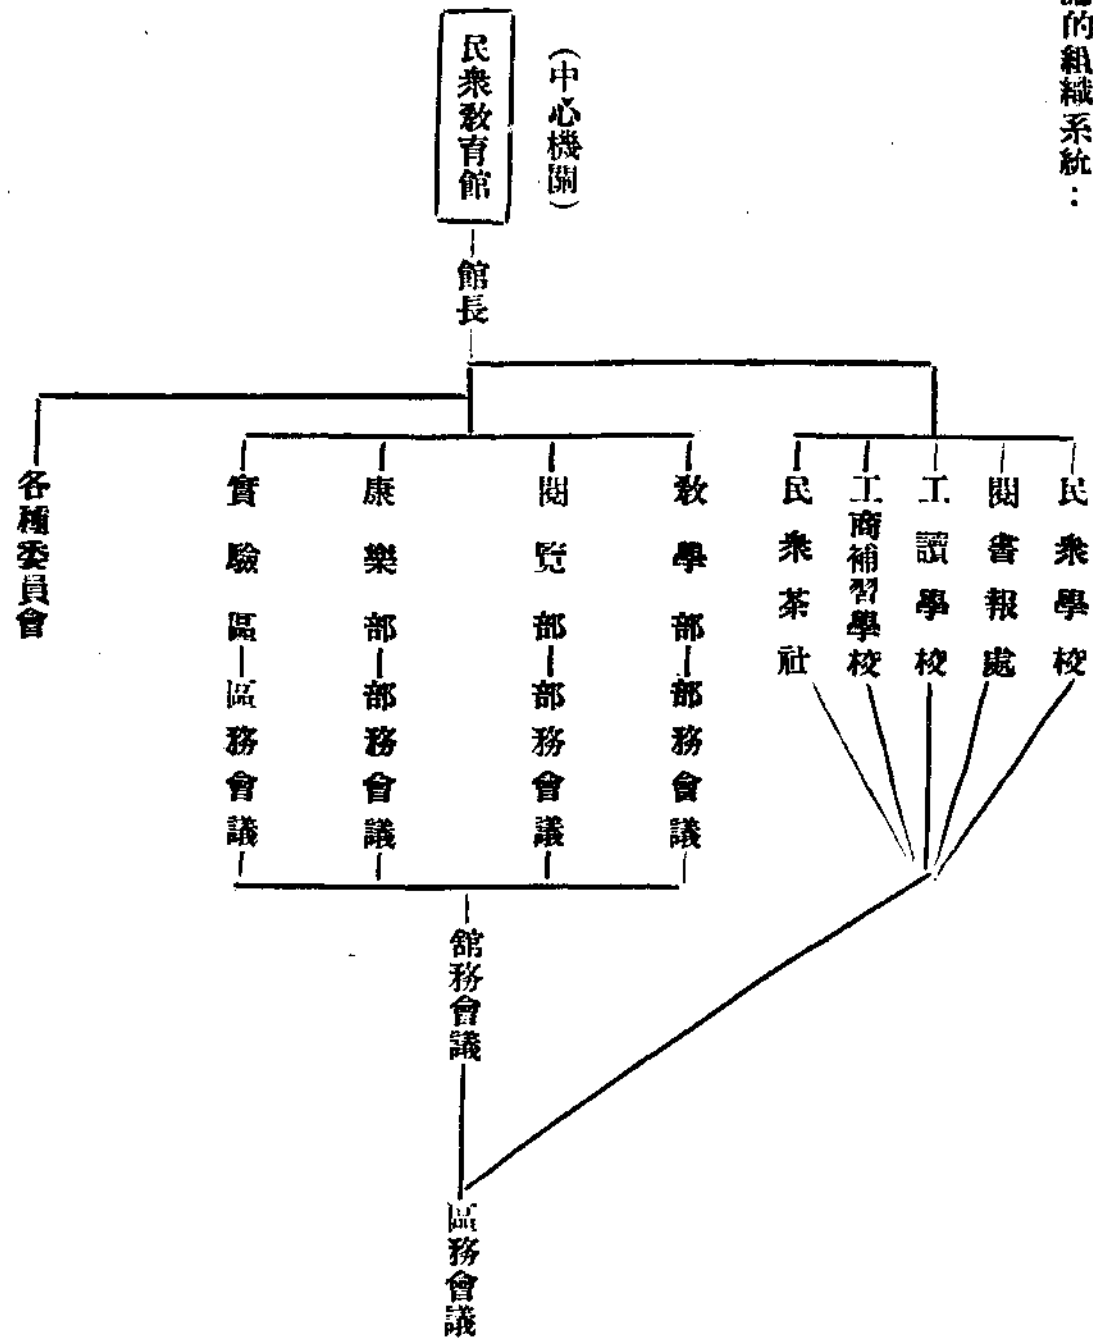 的組織系統：
（中心機關）
民衆敎育館
館長
民衆學校
閱書報處
工讀學校
工商補習學校
民衆茶社
敎學部
部務會議
閱覽部
部務會議
康樂部
部務會議
實驗區
區務會議
各種委員會
館務會議
區務會議